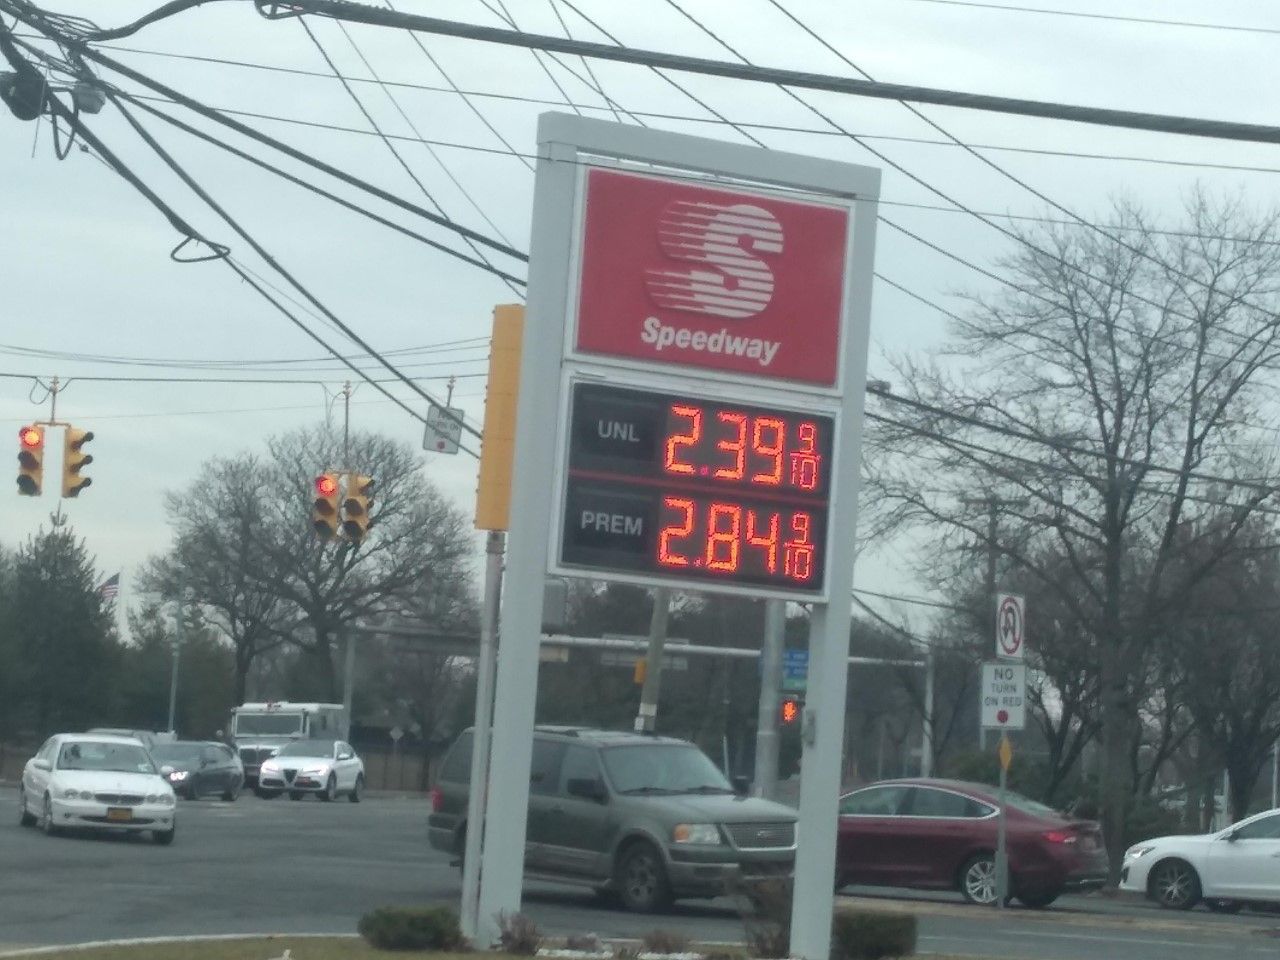 Speedway
UNL 2.39 9/10
PREM 2.84 9/10
NO
TURN
ON RED